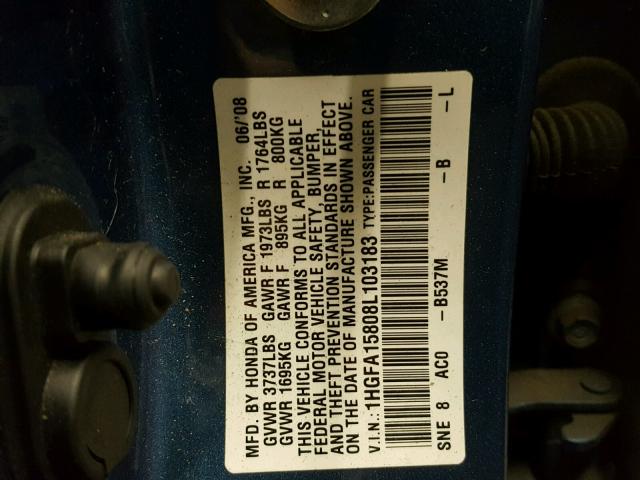 MFD. BY HONDA OF AMERICA MFG., INC. 06/'08
GVWR 3737LBS GAWR F 1973LBS R 1764LBS
GVWR 1695KG GAWR F 895KG R 800KG
THIS VEHICLE CONFORMS TO ALL APPLICABLE
FEDERAL MOTOR VEHICLE SAFETY, BUMPER,
AND THEFT PREVENTION STANDARDS IN EFFECT
ON THE DATE OF MANUFACTURE SHOWN ABOVE.
V.I.N.: 1HGFA15808L103183 TYPE:PASSENGER CAR
SNE 8 AC0 -B537M -B -L